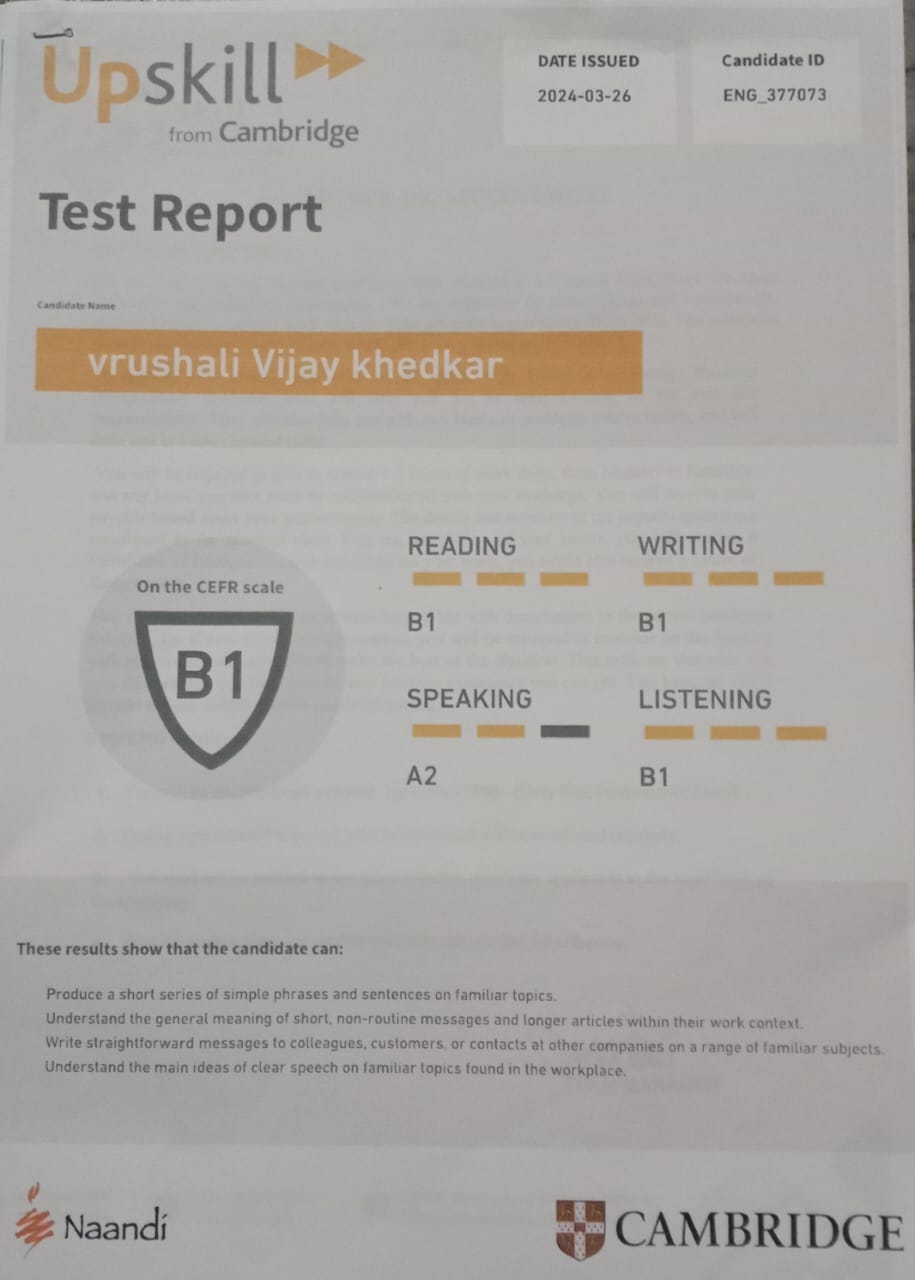 Upskill
from Cambridge
DATE ISSUED
2024-03-26
Candidate ID
ENG_377073
Test Report
Candidate Name
vrushali Vijay khedkar
On the CEFR scale
B1
READING
B1
WRITING
B1
SPEAKING
A2
LISTENING
B1
These results show that the candidate can:
Produce a short series of simple phrases and sentences on familiar topics.
Understand the general meaning of short, non-routine messages and longer articles within their work context.
Write straightforward messages to colleagues, customers, or contacts at other companies on a range of familiar subjects.
Understand the main ideas of clear speech on familiar topics found in the workplace.
Naandi
CAMBRIDGE